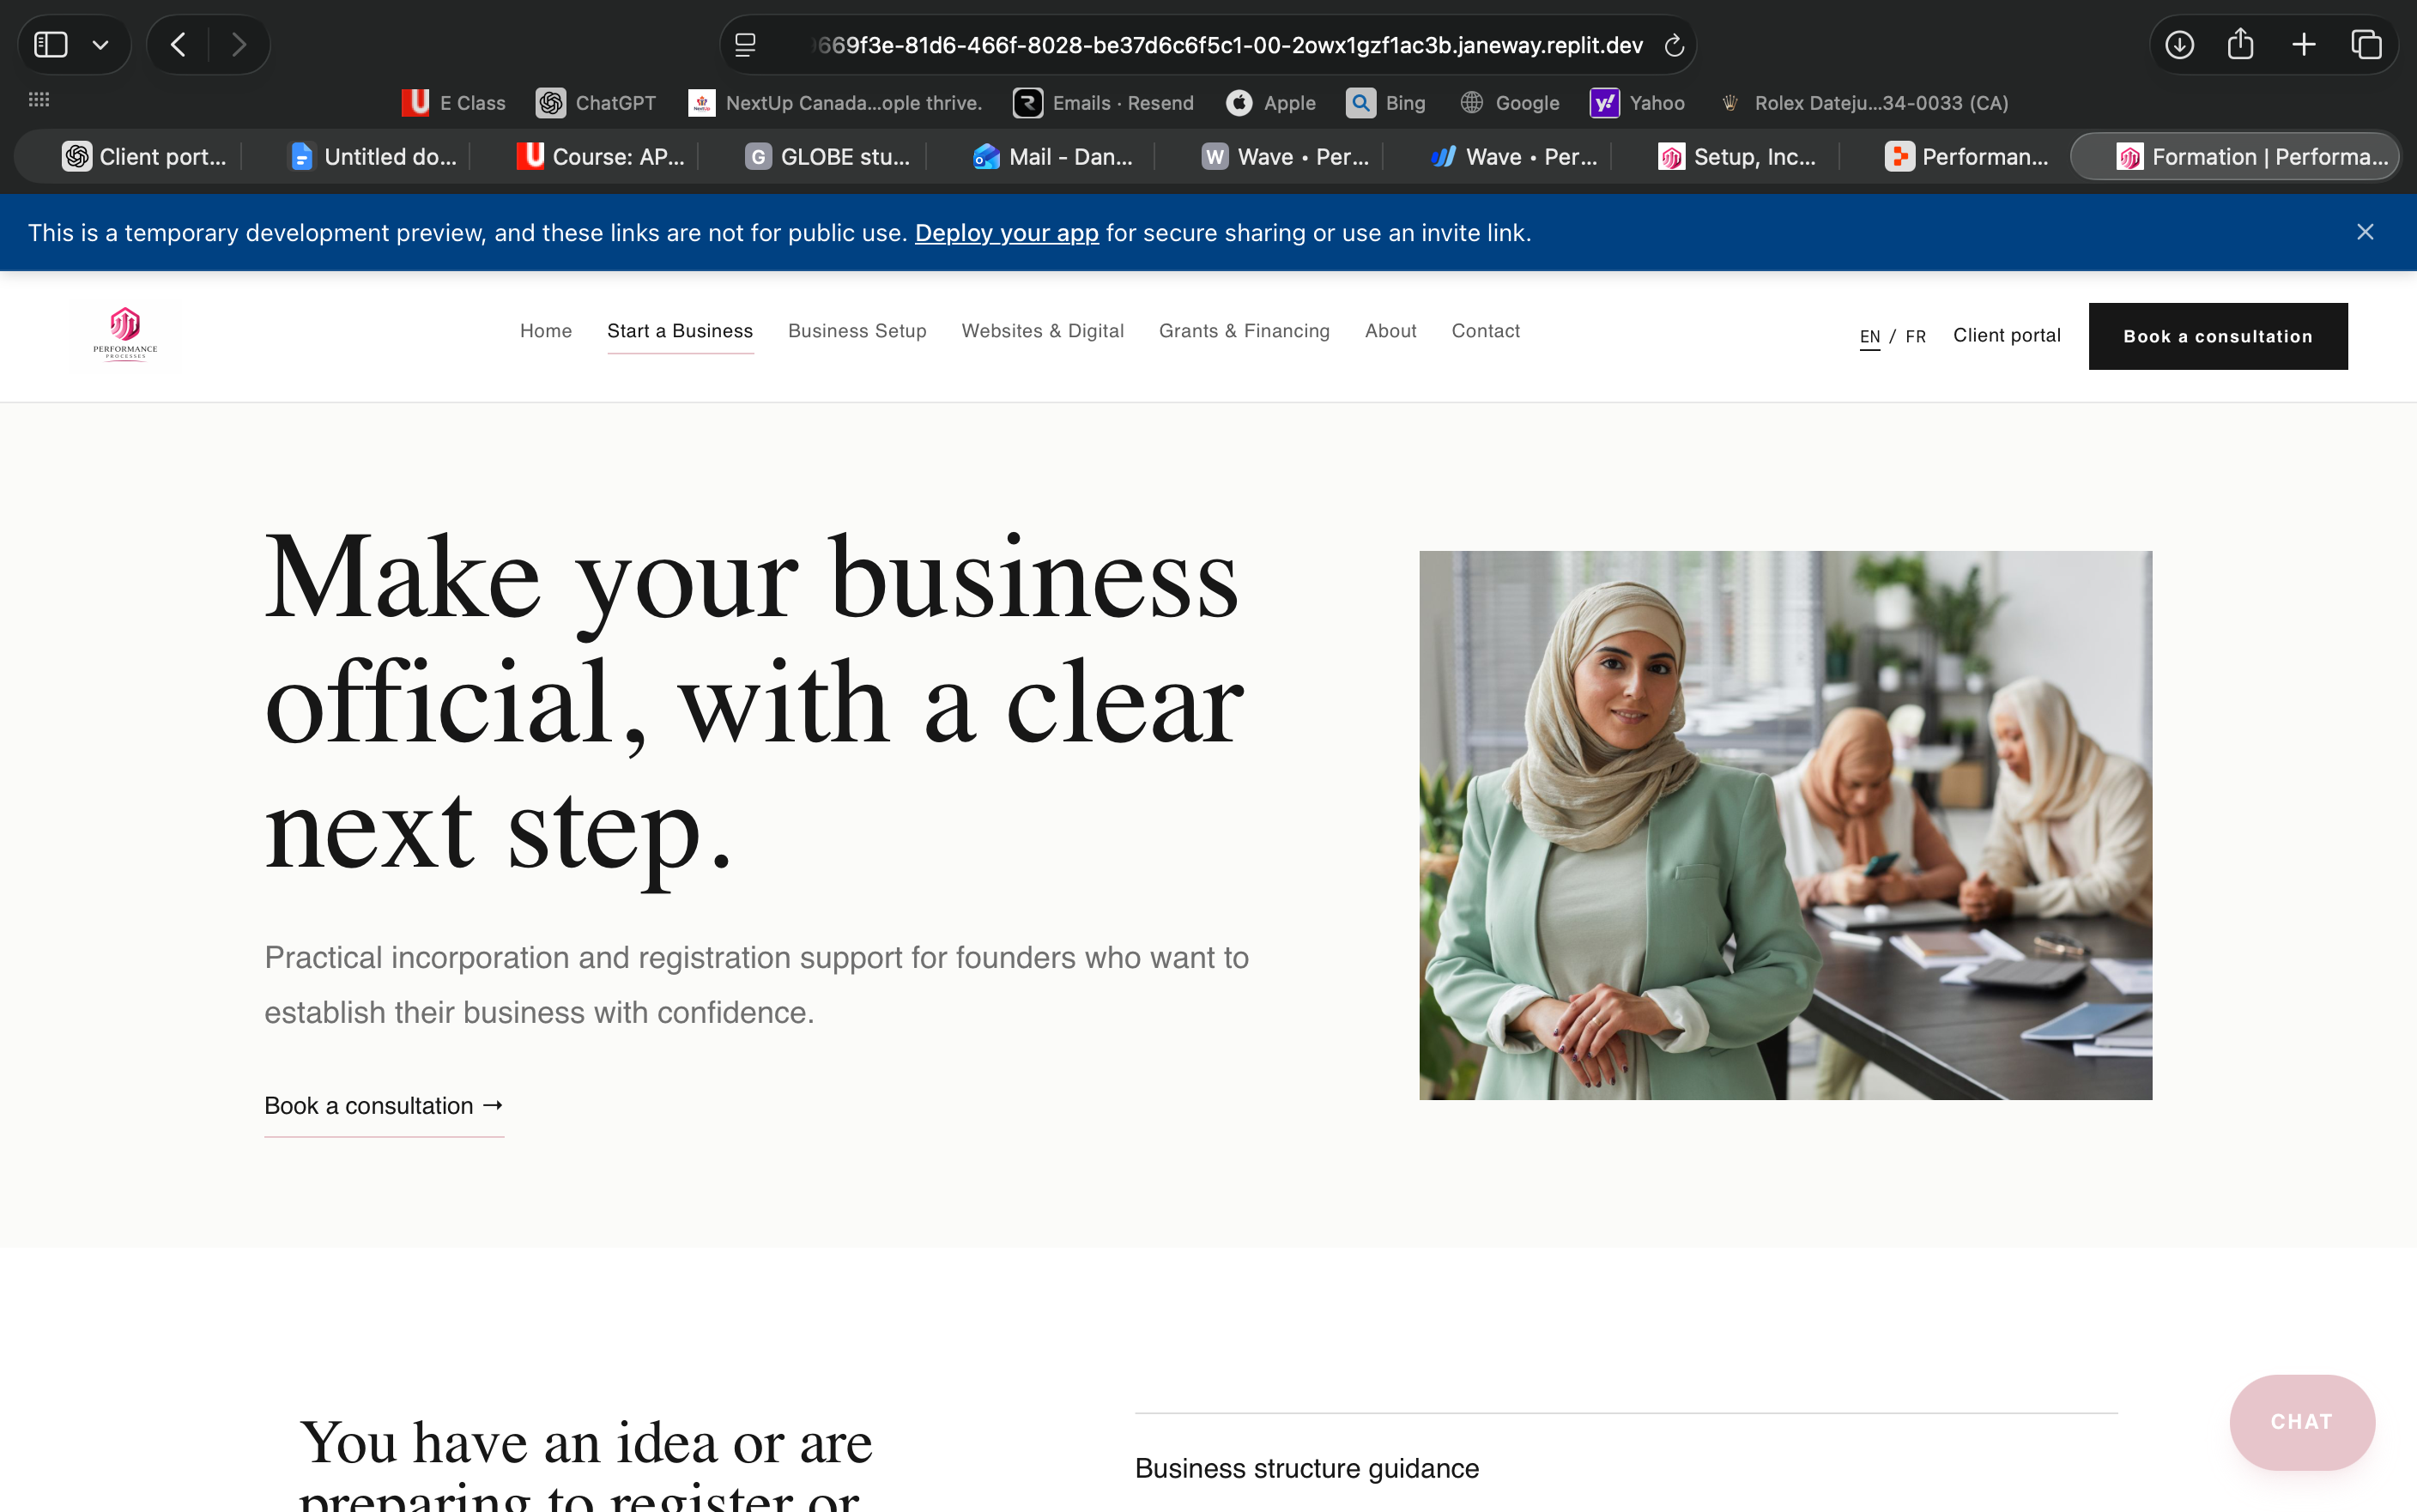 9669f3e-81d6-466f-8028-be37d6c6f5c1-00-2owx1gzf1ac3b.janeway.replit.dev
E Class
ChatGPT
NextUp Canada...ople thrive.
Emails · Resend
Apple
Bing
Google
Yahoo
Rolex Dateju...34-0033 (CA)
Client port...
Untitled do...
Course: AP...
GLOBE stu...
Mail - Dan...
Wave • Per...
Wave • Per...
Setup, Inc...
Performan...
Formation | Performa...
This is a temporary development preview, and these links are not for public use. Deploy your app for secure sharing or use an invite link.
PERFORMANCE
PROCESSES
Home
Start a Business
Business Setup
Websites & Digital
Grants & Financing
About
Contact
EN / FR
Client portal
Book a consultation
Make your business
official, with a clear
next step.
Practical incorporation and registration support for founders who want to
establish their business with confidence.
Book a consultation →
You have an idea or are
preparing to register or
Business structure guidance
CHAT